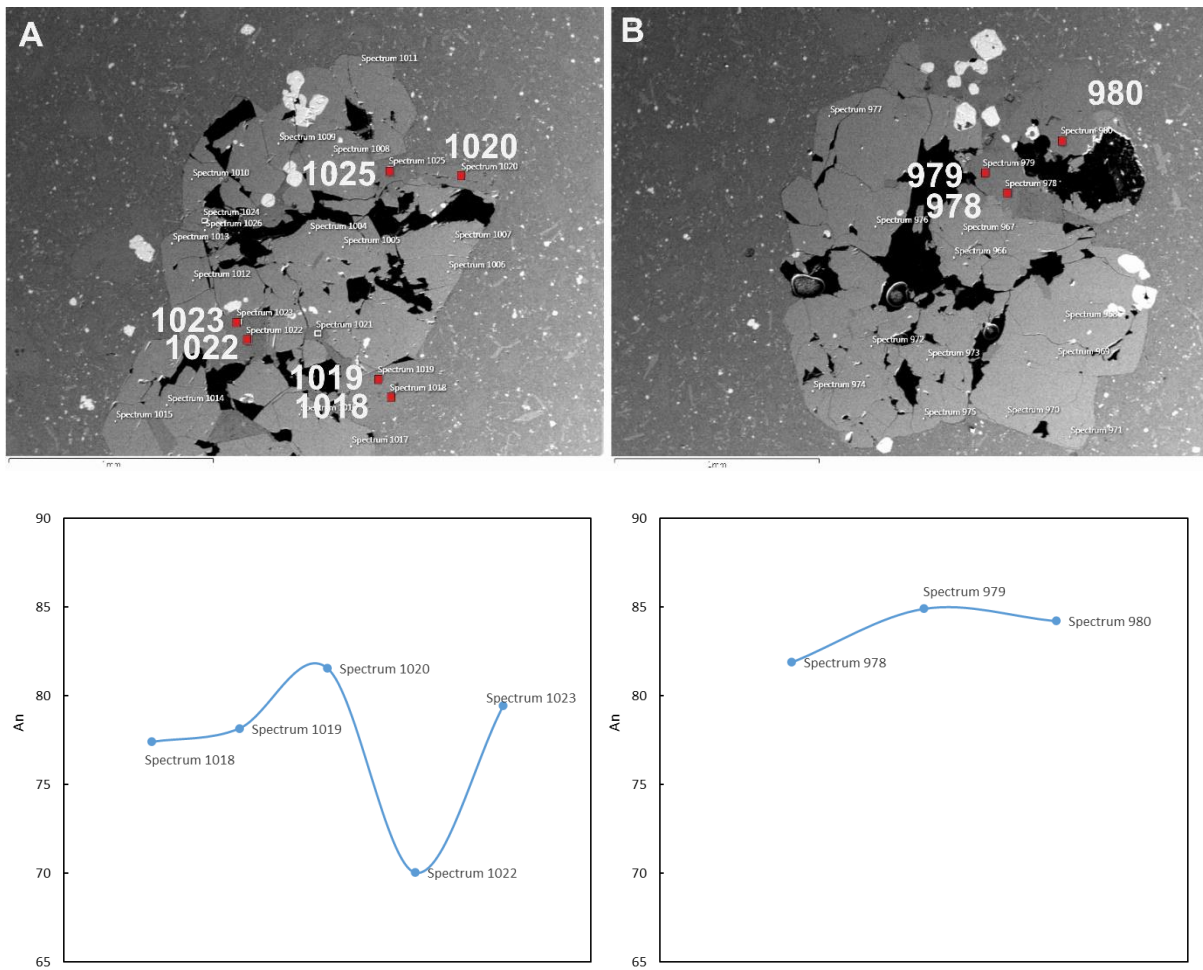 A
Spectrum 1011
Spectrum 1009
Spectrum 1008
1025
Spectrum 1025
1020
Spectrum 1020
Spectrum 1010
Spectrum 1024
Spectrum 1026
Spectrum 1013
Spectrum 1004
Spectrum 1005
Spectrum 1007
Spectrum 1006
Spectrum 1012
1023
Spectrum 1023
1022
Spectrum 1022
Spectrum 1021
1019
Spectrum 1019
1018
Spectrum 1018
Spectrum 1014
Spectrum 1015
Spectrum 1017
B
Spectrum 977
980
Spectrum 980
979
Spectrum 979
978
Spectrum 978
Spectrum 976
Spectrum 967
Spectrum 966
Spectrum 972
Spectrum 973
Spectrum 969
Spectrum 974
Spectrum 975
Spectrum 970
Spectrum 971
90
85
80
75
70
65
An
Spectrum 1018
Spectrum 1019
Spectrum 1020
Spectrum 1022
Spectrum 1023
90
85
80
75
70
65
An
Spectrum 978
Spectrum 979
Spectrum 980